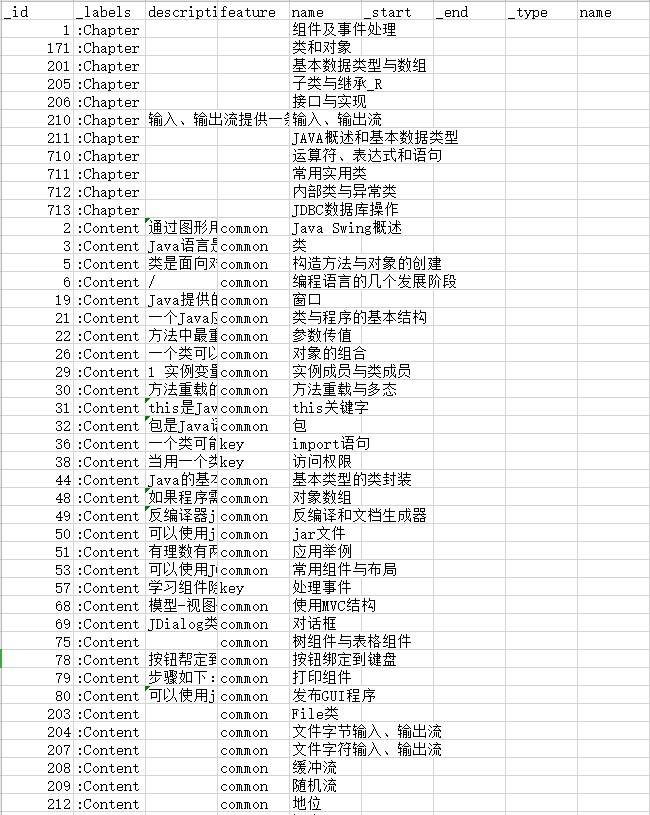 _id _labels descripti feature name _start _end _type name
1 :Chapter 组件及事件处理
171 :Chapter 类和对象
201 :Chapter 基本数据类型与数组
205 :Chapter 子类与继承_R
206 :Chapter 接口与实现
210 :Chapter 输入、输出流提供一条 输入、输出流
211 :Chapter JAVA概述和基本数据类型
710 :Chapter 运算符、表达式和语句
711 :Chapter 常用实用类
712 :Chapter 内部类与异常类
713 :Chapter JDBC数据库操作
2 :Content 通过图形用 common Java Swing概述
3 :Content Java语言是 common 类
5 :Content 类是面向对 common 构造方法与对象的创建
6 :Content / common 编程语言的几个发展阶段
19 :Content Java提供的 common 窗口
21 :Content 一个Java应 common 类与程序的基本结构
22 :Content 方法中最重 common 参数传值
26 :Content 一个类可以 common 对象的组合
29 :Content 1 实例变量 common 实例成员与类成员
30 :Content 方法重载的 common 方法重载与多态
31 :Content this是Jav common this关键字
32 :Content 包是Java语 common 包
36 :Content 一个类可能 key import语句
38 :Content 当用一个类 key 访问权限
44 :Content Java的基本 common 基本类型的类封装
48 :Content 如果程序需 common 对象数组
49 :Content 反编译器j common 反编译和文档生成器
50 :Content 可以使用j common jar文件
51 :Content 有理数有两 common 应用举例
53 :Content 可以使用J common 常用组件与布局
57 :Content 学习组件除 key 处理事件
68 :Content 模型-视图- common 使用MVC结构
69 :Content JDialog类 common 对话框
75 :Content common 树组件与表格组件
78 :Content 按钮帮定到 common 按钮绑定到键盘
79 :Content 步骤如下: common 打印组件
80 :Content 可以使用j common 发布GUI程序
203 :Content common File类
204 :Content common 文件字节输入、输出流
207 :Content common 文件字符输入、输出流
208 :Content common 缓冲流
209 :Content common 随机流
212 :Content common 地位